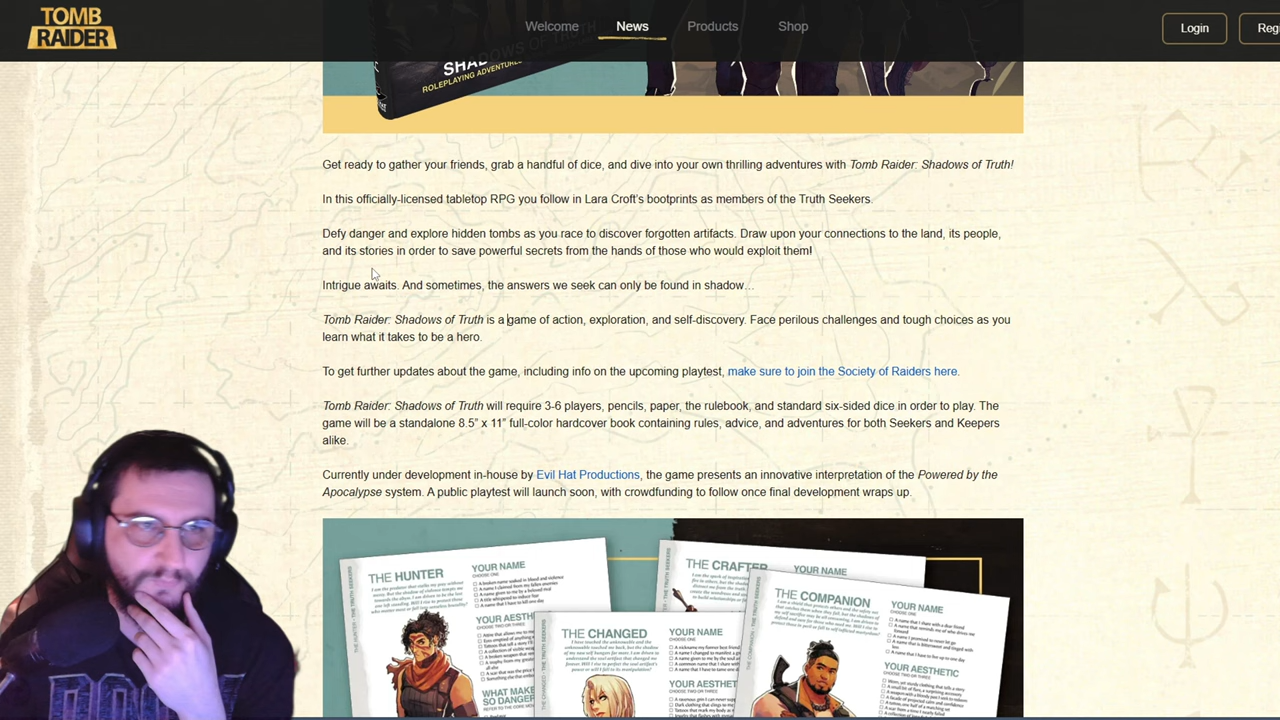 TOMB
RAIDER
Welcome
News
Products
Shop
Login
ROLEPLAYING
Get ready to gather your friends, grab a handful of dice, and dive into your own thrilling adventures with Tomb Raider: Shadows of Truth!
In this officially-licensed tabletop RPG you follow in Lara Croft's bootprints as members of the Truth Seekers.
Defy danger and explore hidden tombs as you race to discover forgotten artifacts. Draw upon your connections to the land, its people,
and its stories in order to save powerful secrets from the hands of those who would exploit them!
Intrigue awaits. And sometimes, the answers we seek can only be found in shadow…
Tomb Raider: Shadows of Truth is a game of action, exploration, and self-discovery. Face perilous challenges and tough choices as you
learn what it takes to be a hero.
To get further updates about the game, including info on the upcoming playtest, make sure to join the Society of Raiders here.
Tomb Raider: Shadows of Truth will require 3-6 players, pencils, paper, the rulebook, and standard six-sided dice in order to play. The
game will be a standalone 8.5" x 11" full-color hardcover book containing rules, advice, and adventures for both Seekers and Keepers
alike.
Currently under development in-house by Evil Hat Productions, the game presents an innovative interpretation of the Powered by the
Apocalypse system. A public playtest will launch soon, with crowdfunding to follow once final development wraps up.
THE HUNTER
YOUR NAME
CHOOSE ONE
THE CRAFTER
YOUR NAME
THE COMPANION
YOUR NAME
CHOOSE ONE
YOUR AESTHETIC
CHOOSE TWO OR THREE
THE CHANGED
YOUR NAME
CHOOSE ONE
WHAT MAKES